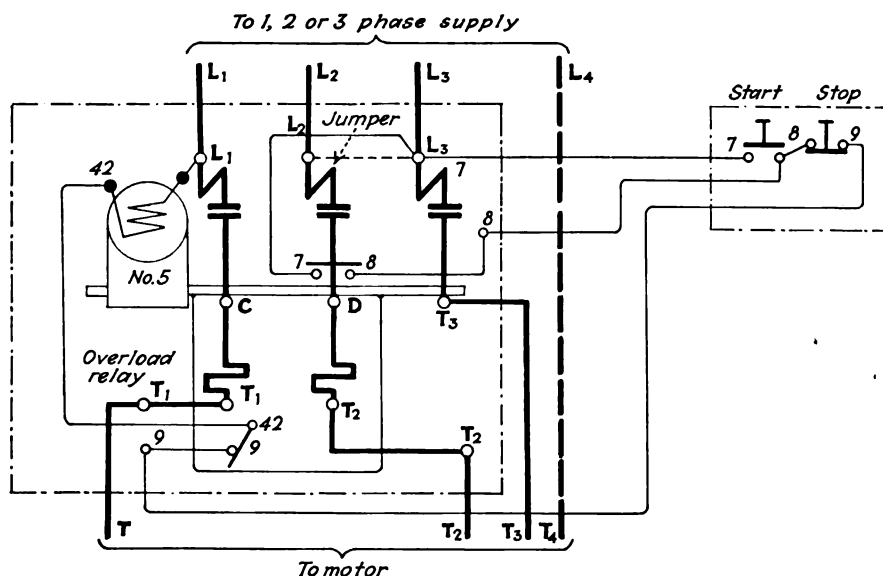 To 1, 2 or 3 phase supply
L1 L2 L3 L4
Start Stop
L2 Jumper
L1 L3
7 8 9
42 7
8
No.5
7 8
C D T3
Overload
relay
T1 T1 T2
42
9 9 T2
T T2 T3 T4
To motor